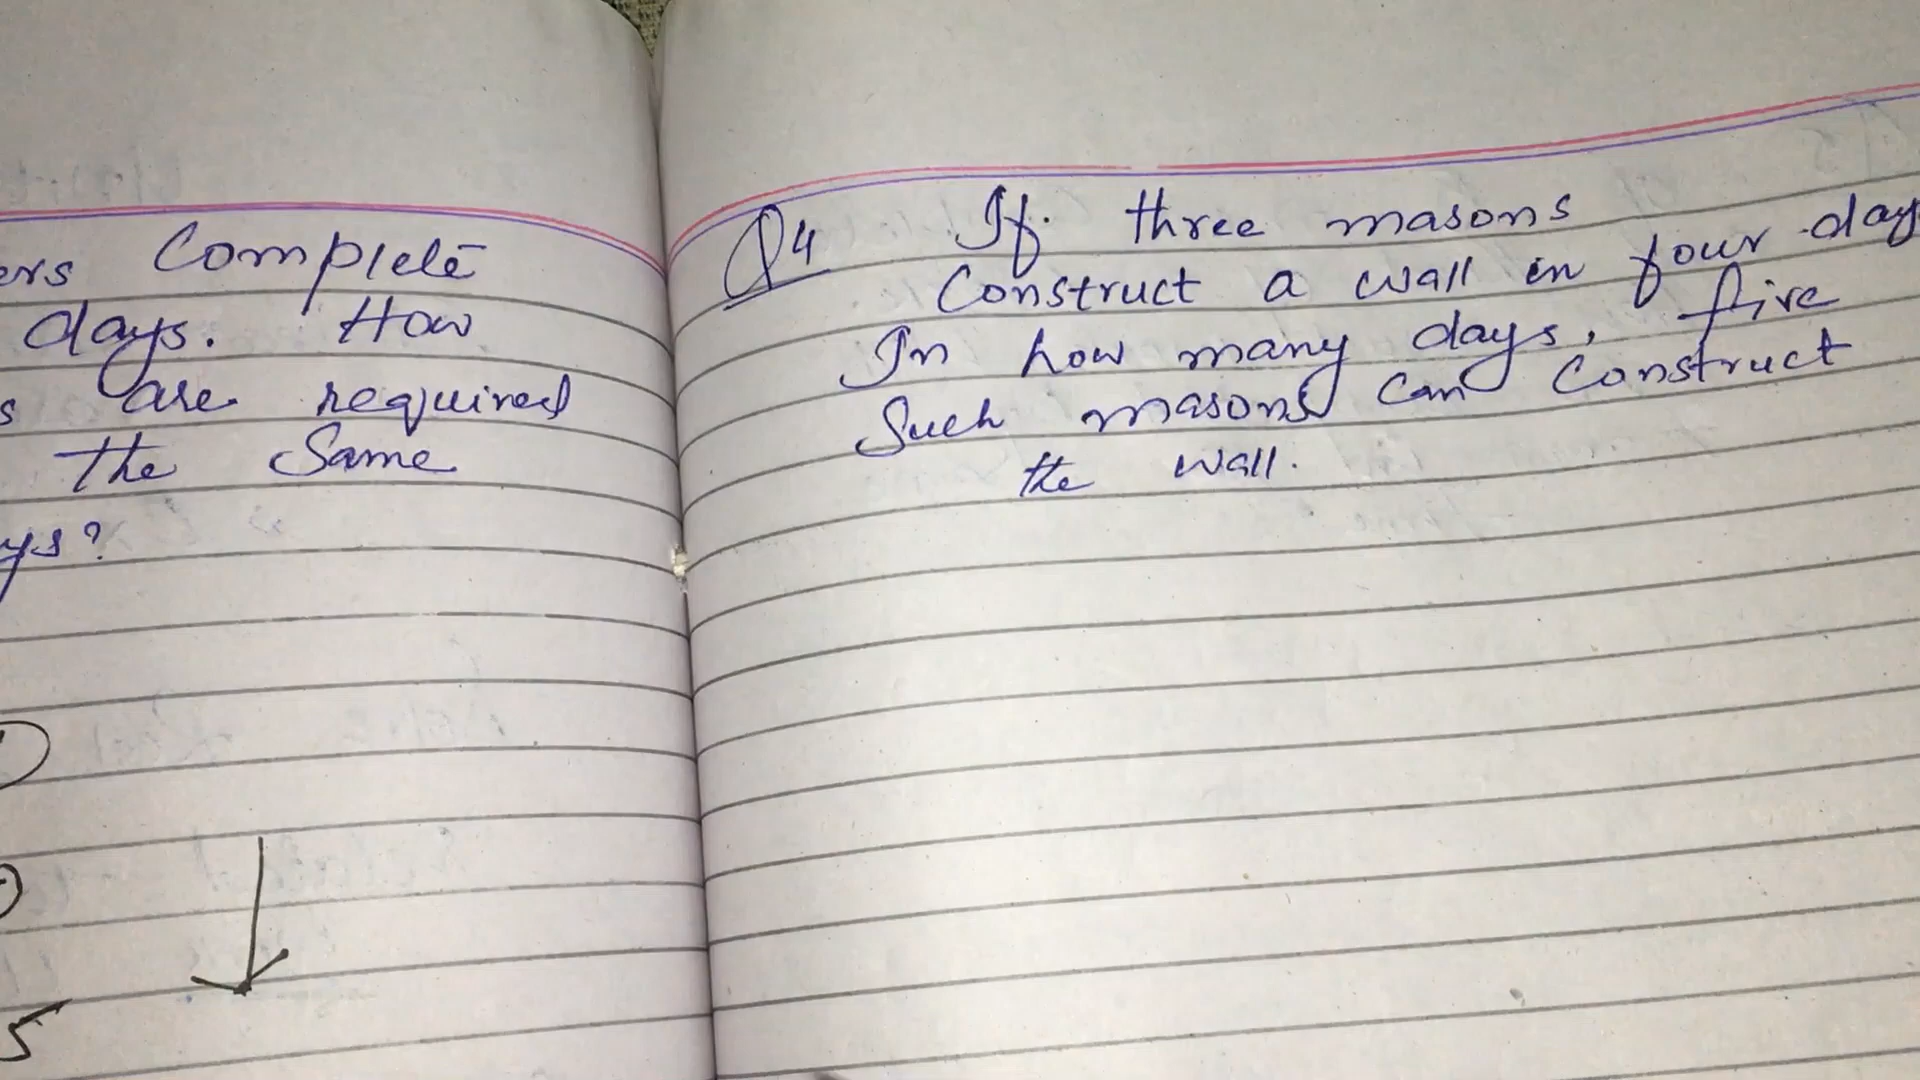 ers Complete
days. How
s are required
the Same
ys?
5
Q4 If three masons
Construct a wall in four days
In how many days, five
Such masons can Construct
the wall.